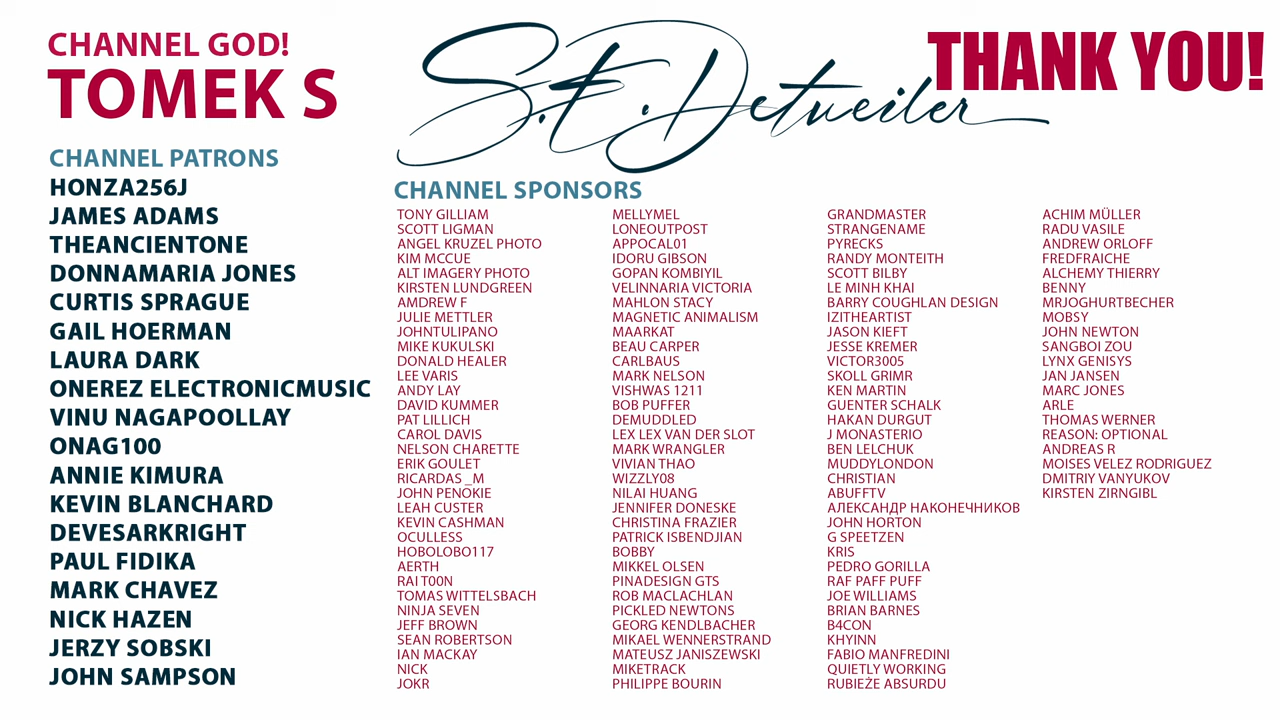 CHANNEL GOD!
TOMEK S
S.E. Detweiler
THANK YOU!
CHANNEL PATRONS
HONZA256J
JAMES ADAMS
THEANCIENTONE
DONNAMARIA JONES
CURTIS SPRAGUE
GAIL HOERMAN
LAURA DARK
ONEREZ ELECTRONICMUSIC
VINU NAGAPOOLLAY
ONAG100
ANNIE KIMURA
KEVIN BLANCHARD
DEVESARKRIGHT
PAUL FIDIKA
MARK CHAVEZ
NICK HAZEN
JERZY SOBSKI
JOHN SAMPSON
CHANNEL SPONSORS
TONY GILLIAM
SCOTT LIGMAN
ANGEL KRUZEL PHOTO
KIM MCCUE
ALT IMAGERY PHOTO
KIRSTEN LUNDGREEN
AMDREW F
JULIE METTLER
JOHNTULIPANO
MIKE KUKULSKI
DONALD HEALER
LEE VARIS
ANDY LAY
DAVID KUMMER
PAT LILLICH
CAROL DAVIS
NELSON CHARETTE
ERIK GOULET
RICARDAS _M
JOHN PENOKIE
LEAH CUSTER
KEVIN CASHMAN
OCULLESS
HOBOLOBO117
AERTH
RAI T00N
TOMAS WITTELSBACH
NINJA SEVEN
JEFF BROWN
SEAN ROBERTSON
IAN MACKAY
NICK
JOKR
MELLYMEL
LONEOUTPOST
APPOCAL01
IDORU GIBSON
GOPAN KOMBIYIL
VELINNARIA VICTORIA
MAHLON STACY
MAGNETIC ANIMALISM
MAARKAT
BEAU CARPER
CARLBAUS
MARK NELSON
VISHWAS 1211
BOB PUFFER
DEMUDDLED
LEX LEX VAN DER SLOT
MARK WRANGLER
VIVIAN THAO
WIZZLY08
NILAI HUANG
JENNIFER DONESKE
CHRISTINA FRAZIER
PATRICK ISBENDJIAN
BOBBY
MIKKEL OLSEN
PINADESIGN GTS
ROB MACLACHLAN
PICKLED NEWTONS
GEORG KENDLBACHER
MIKAEL WENNERSTRAND
MATEUSZ JANISZEWSKI
MIKETRACK
PHILIPPE BOURIN
GRANDMASTER
STRANGENAME
PYRECKS
RANDY MONTEITH
SCOTT BILBY
LE MINH KHAI
BARRY COUGHLAN DESIGN
IZITHEARTIST
JASON KIEFT
JESSE KREMER
VICTOR3005
SKOLL GRIMR
KEN MARTIN
GUENTER SCHALK
HAKAN DURGUT
J MONASTERIO
BEN LELCHUK
MUDDYLONDON
CHRISTIAN
ABUFFTV
АЛЕКСАНДР НАКОНЕЧНИКОВ
JOHN HORTON
G SPEETZEN
KRIS
PEDRO GORILLA
RAF PAFF PUFF
JOE WILLIAMS
BRIAN BARNES
B4CON
KHYINN
FABIO MANFREDINI
QUIETLY WORKING
RUBIEŻE ABSURDU
ACHIM MÜLLER
RADU VASILE
ANDREW ORLOFF
FREDFRAICHE
ALCHEMY THIERRY
BENNY
MRJOGHURTBECHER
MOBSY
JOHN NEWTON
SANGBOI ZOU
LYNX GENISYS
JAN JANSEN
MARC JONES
ARLE
THOMAS WERNER
REASON: OPTIONAL
ANDREAS R
MOISES VELEZ RODRIGUEZ
DMITRIY VANYUKOV
KIRSTEN ZIRNGIBL